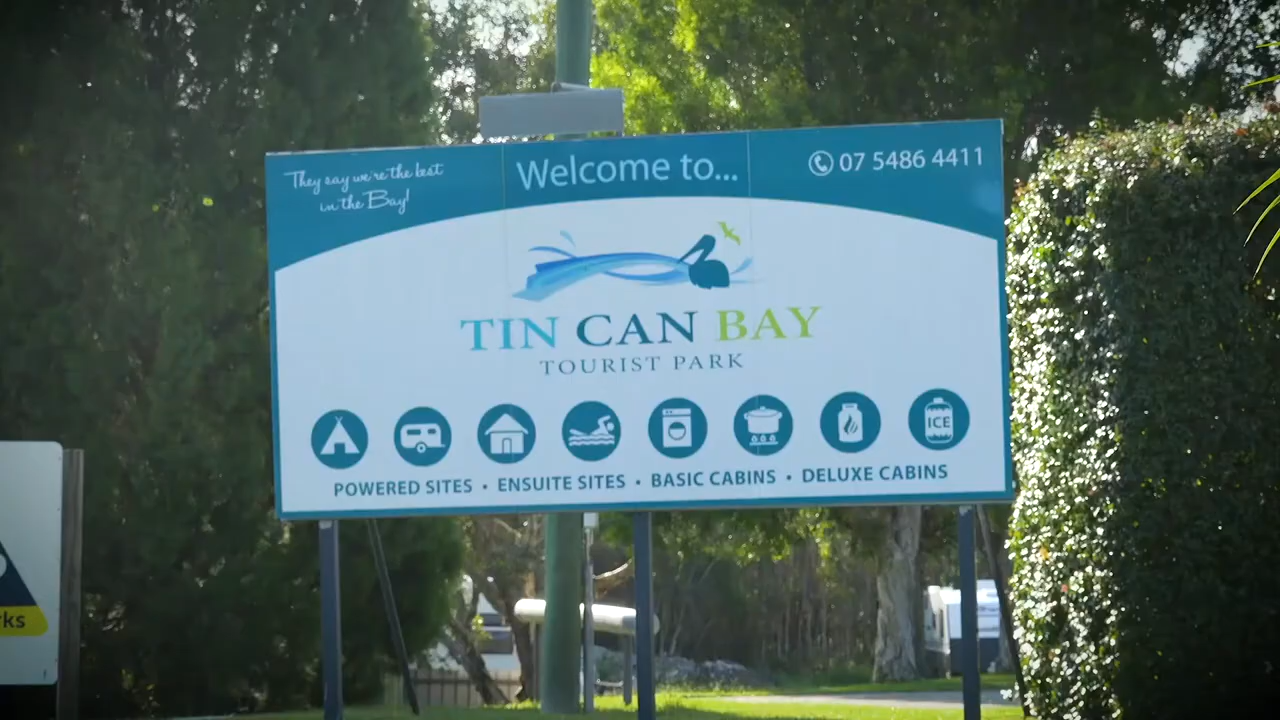 They say we're the best
in the Bay!
Welcome to...
07 5486 4411
TIN CAN BAY
TOURIST PARK
ICE
POWERED SITES • ENSUITE SITES • BASIC CABINS • DELUXE CABINS
rks